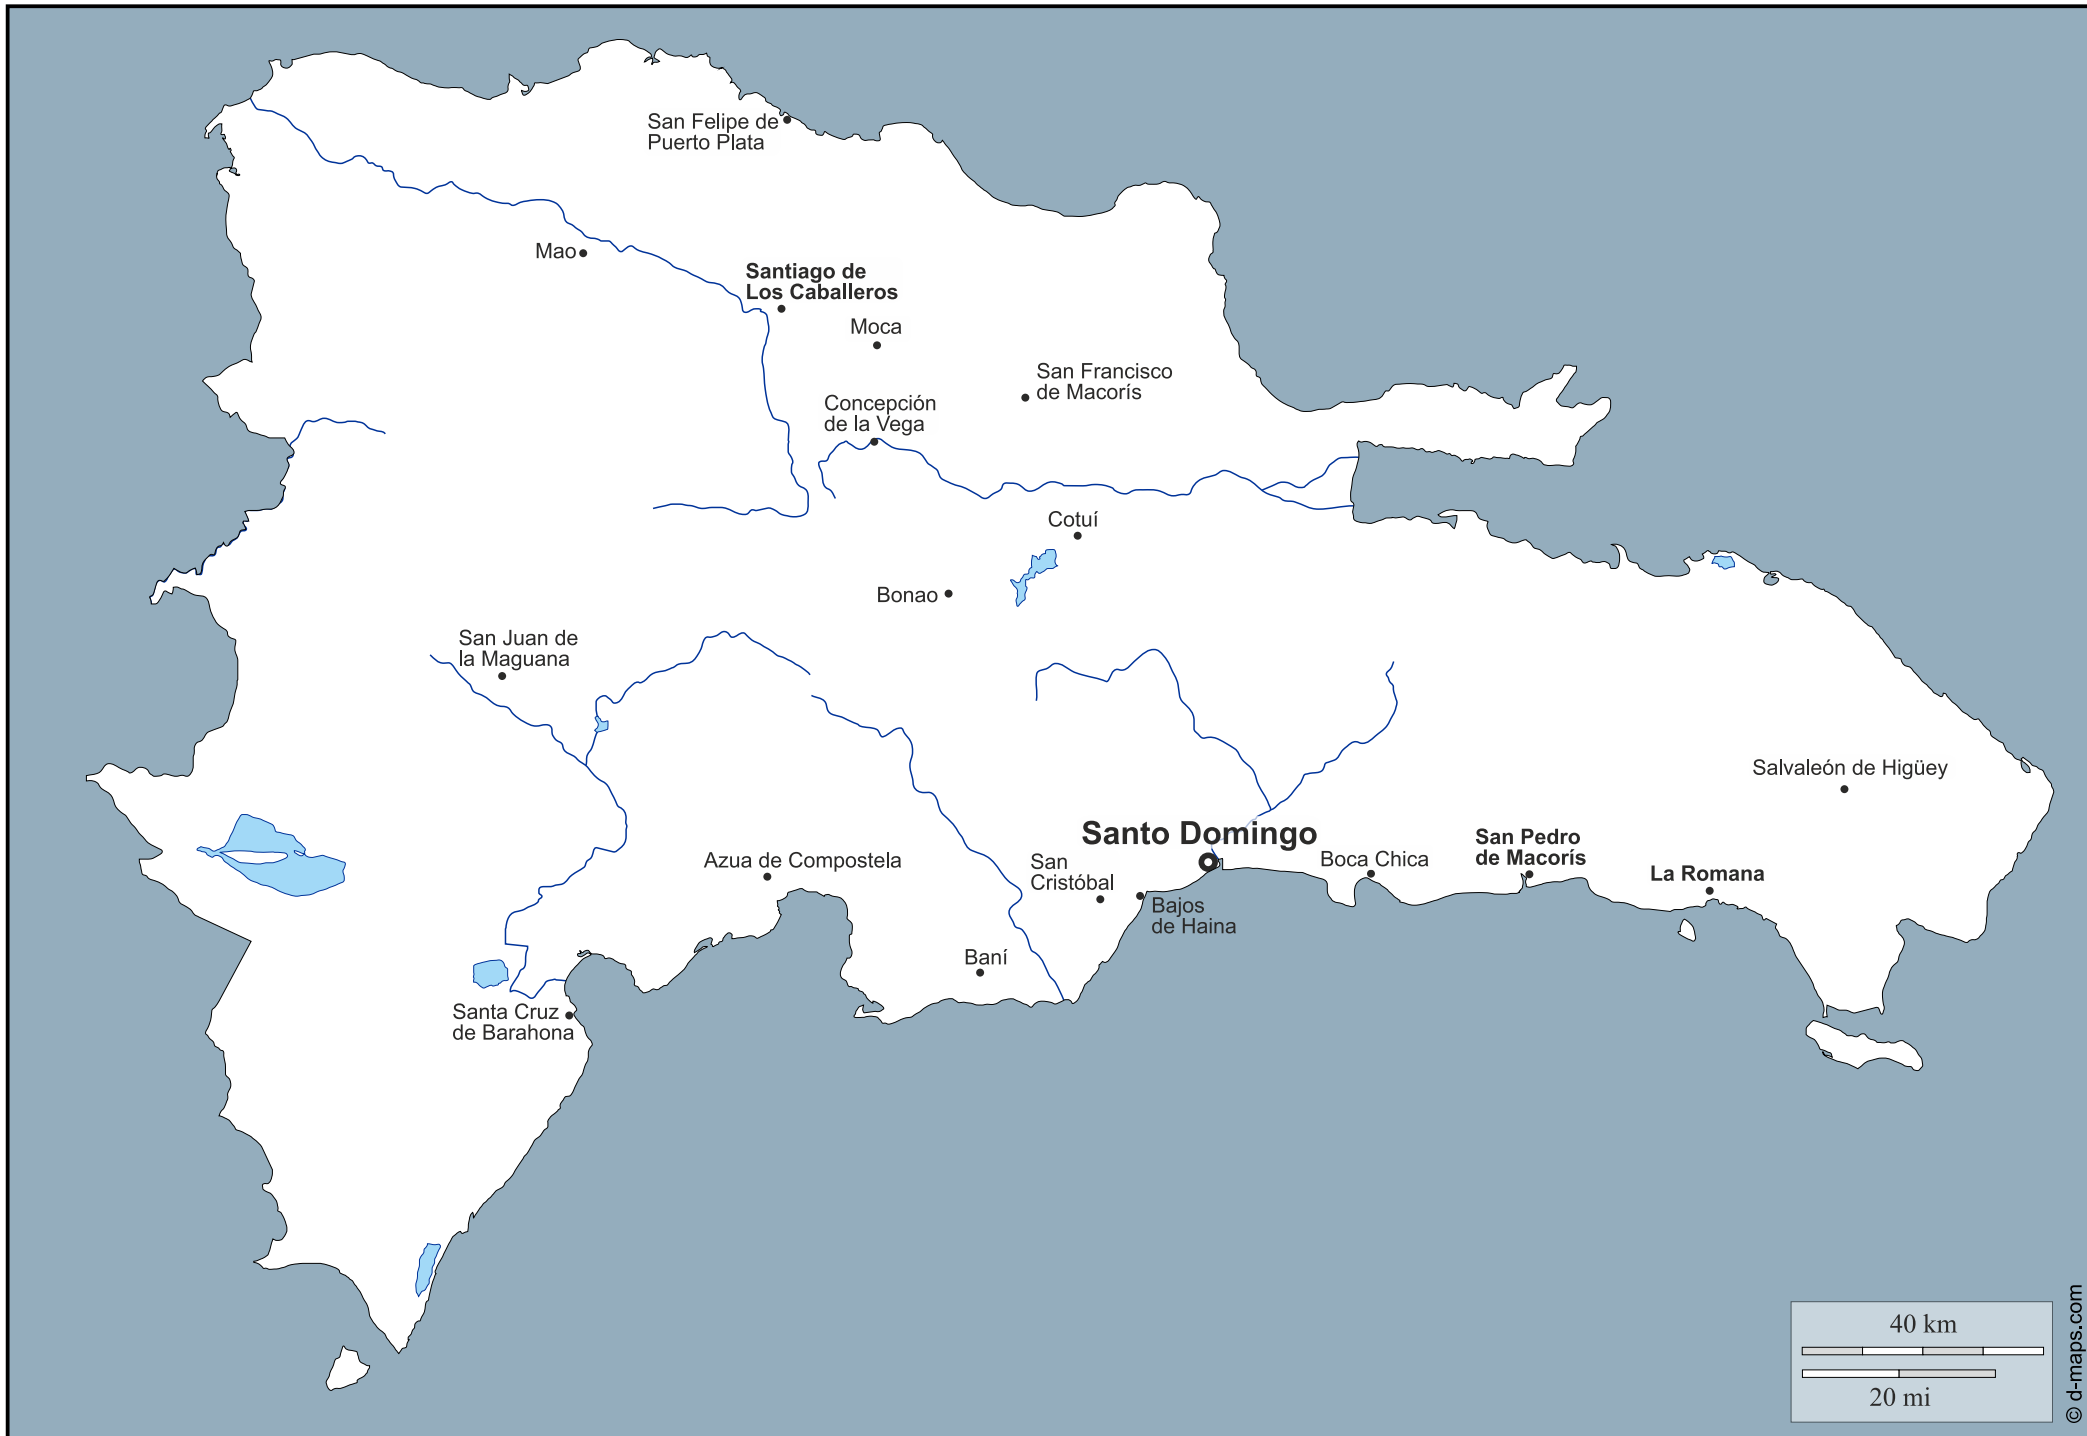 San Felipe de
Puerto Plata
Mao
Santiago de
Los Caballeros
Moca
San Francisco
de Macorís
Concepción
de la Vega
Cotuí
Bonao
San Juan de
la Maguana
Salvaleón de Higüey
Santo Domingo
San Pedro
de Macorís
Boca Chica
Azua de Compostela
San
Cristóbal
La Romana
Bajos
de Haina
Baní
Santa Cruz
de Barahona
40 km
20 mi
© d-maps.com